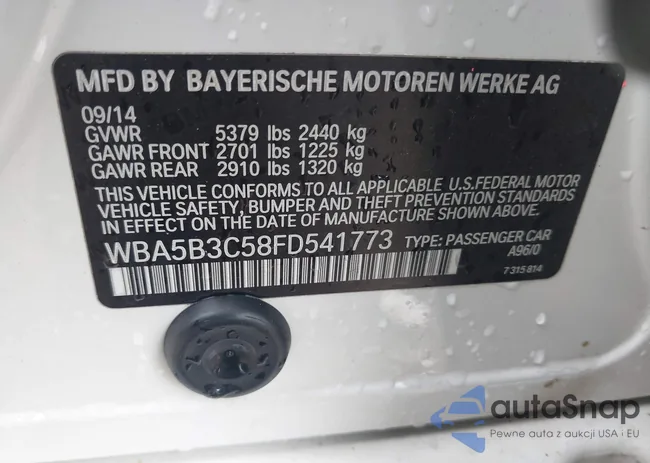 MFD BY BAYERISCHE MOTOREN WERKE AG
09/14
GVWR 5379 lbs 2440 kg
GAWR FRONT 2701 lbs 1225 kg
GAWR REAR 2910 lbs 1320 kg
THIS VEHICLE CONFORMS TO ALL APPLICABLE U.S.FEDERAL MOTOR
VEHICLE SAFETY, BUMPER AND THEFT PREVENTION STANDARDS
IN EFFECT ON THE DATE OF MANUFACTURE SHOWN ABOVE.
WBA5B3C58FD541773 TYPE: PASSENGER CAR
A96/0
7315814
autaSnap
Pewne auta z aukcji USA i EU